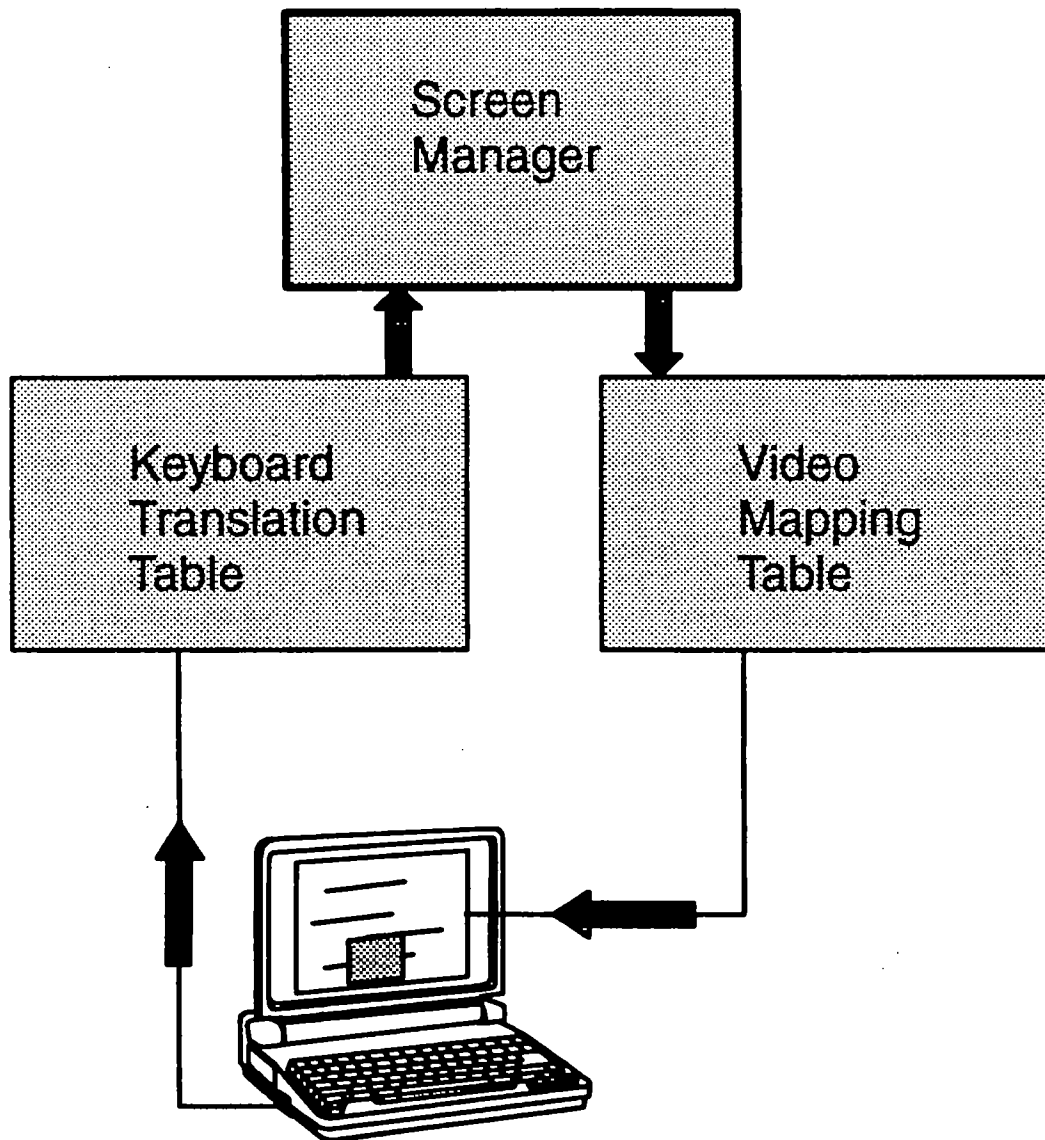 Screen
Manager
Keyboard
Translation
Table
Video
Mapping
Table